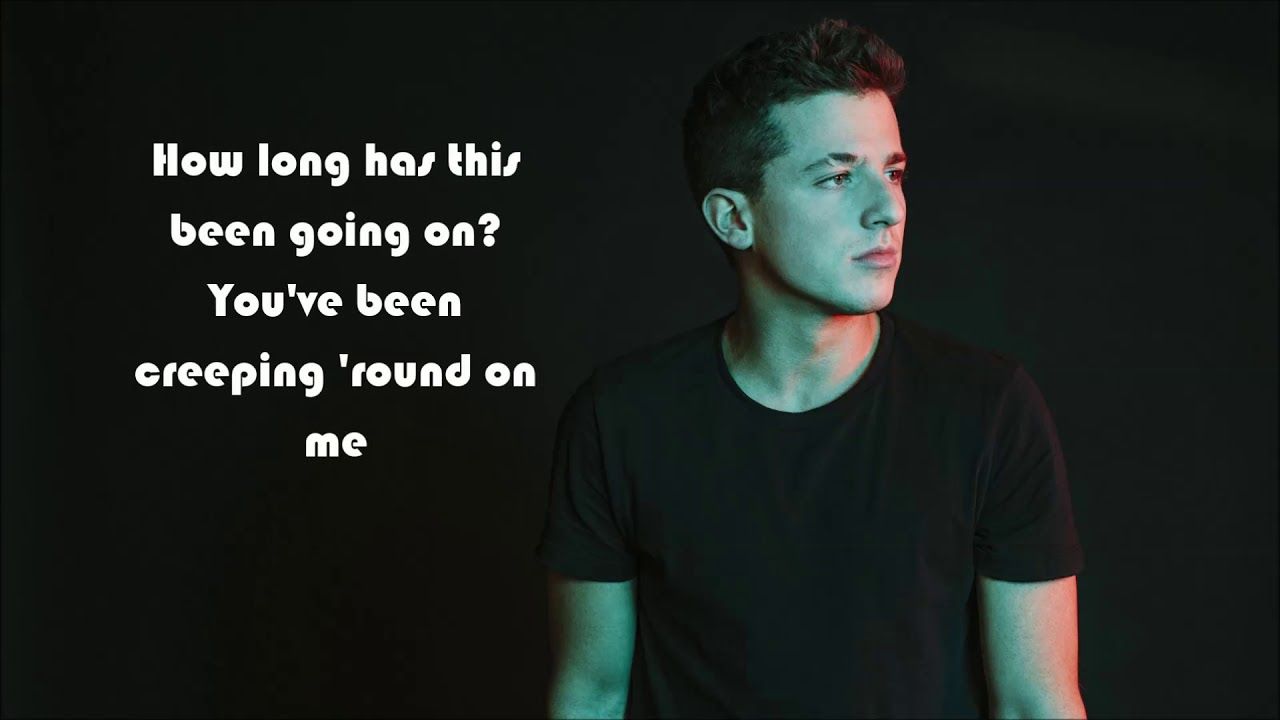 How long has this
been going on?
You've been
creeping 'round on
me